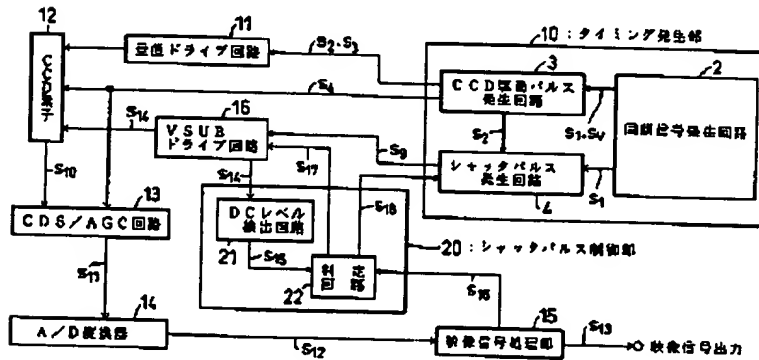 12
11
10:タイミング発生部
3
2
CCD素子
垂直ドライブ回路
S2,S3
CCD駆動パルス
発生回路
S4
S1,SV
同期信号発生回路
S14
16
VSUB
ドライブ回路
S2
S9
シャッタパルス
発生回路
S1
4
S10
S17
S14
S18
13
CDS/AGC回路
DCレベル
検出回路
20:シャッタパルス制御部
21
S15
22
制御
回路
S11
S16
14
A/D変換器
S12
15
映像信号処理部
S13
映像信号出力